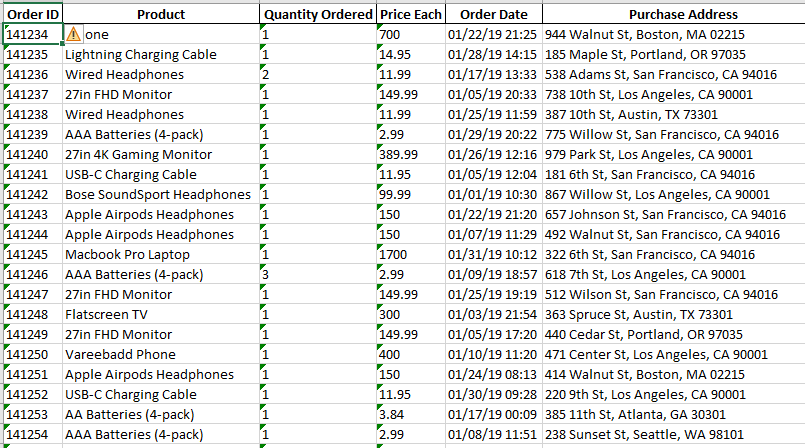 Order ID Product Quantity Ordered Price Each Order Date Purchase Address
141234 one 1 700 01/22/19 21:25 944 Walnut St, Boston, MA 02215
141235 Lightning Charging Cable 1 14.95 01/28/19 14:15 185 Maple St, Portland, OR 97035
141236 Wired Headphones 2 11.99 01/17/19 13:33 538 Adams St, San Francisco, CA 94016
141237 27in FHD Monitor 1 149.99 01/05/19 20:33 738 10th St, Los Angeles, CA 90001
141238 Wired Headphones 1 11.99 01/25/19 11:59 387 10th St, Austin, TX 73301
141239 AAA Batteries (4-pack) 1 2.99 01/29/19 20:22 775 Willow St, San Francisco, CA 94016
141240 27in 4K Gaming Monitor 1 389.99 01/26/19 12:16 979 Park St, Los Angeles, CA 90001
141241 USB-C Charging Cable 1 11.95 01/05/19 12:04 181 6th St, San Francisco, CA 94016
141242 Bose SoundSport Headphones 1 99.99 01/01/19 10:30 867 Willow St, Los Angeles, CA 90001
141243 Apple Airpods Headphones 1 150 01/22/19 21:20 657 Johnson St, San Francisco, CA 94016
141244 Apple Airpods Headphones 1 150 01/07/19 11:29 492 Walnut St, San Francisco, CA 94016
141245 Macbook Pro Laptop 1 1700 01/31/19 10:12 322 6th St, San Francisco, CA 94016
141246 AAA Batteries (4-pack) 3 2.99 01/09/19 18:57 618 7th St, Los Angeles, CA 90001
141247 27in FHD Monitor 1 149.99 01/25/19 19:19 512 Wilson St, San Francisco, CA 94016
141248 Flatscreen TV 1 300 01/03/19 21:54 363 Spruce St, Austin, TX 73301
141249 27in FHD Monitor 1 149.99 01/05/19 17:20 440 Cedar St, Portland, OR 97035
141250 Vareebadd Phone 1 400 01/10/19 11:20 471 Center St, Los Angeles, CA 90001
141251 Apple Airpods Headphones 1 150 01/24/19 08:13 414 Walnut St, Boston, MA 02215
141252 USB-C Charging Cable 1 11.95 01/30/19 09:28 220 9th St, Los Angeles, CA 90001
141253 AA Batteries (4-pack) 1 3.84 01/17/19 00:09 385 11th St, Atlanta, GA 30301
141254 AAA Batteries (4-pack) 1 2.99 01/08/19 11:51 238 Sunset St, Seattle, WA 98101